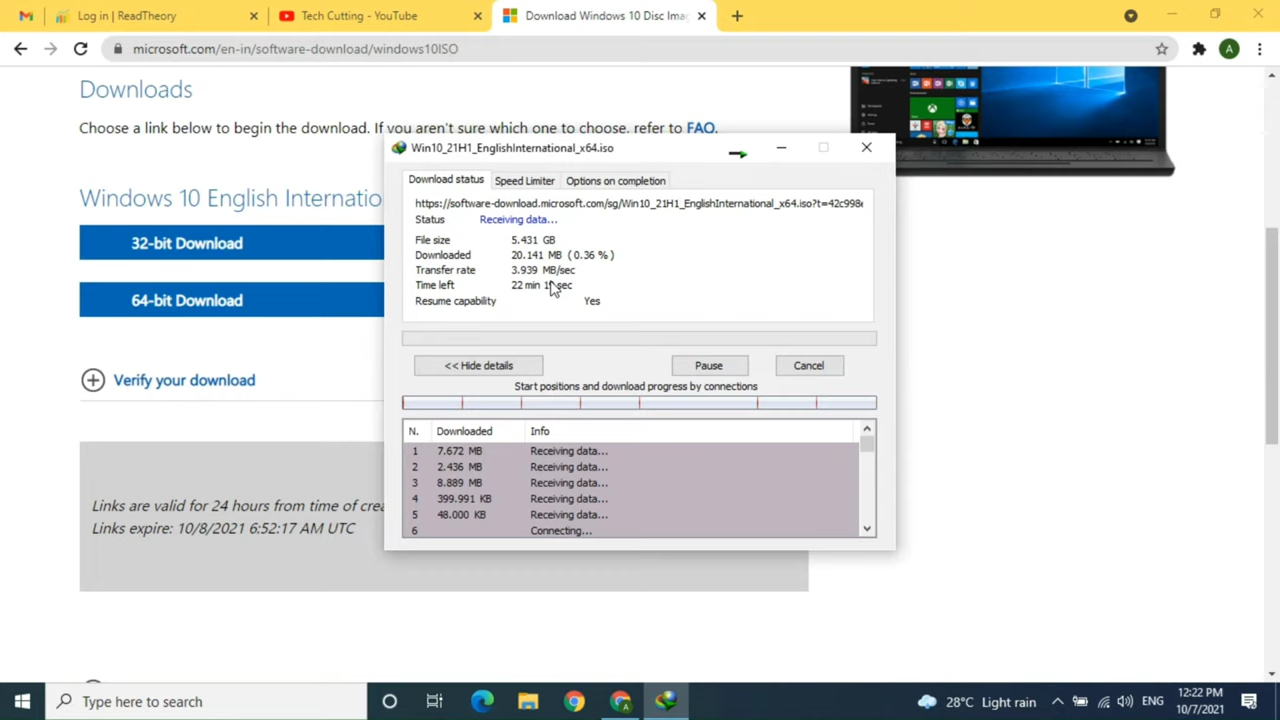 Log in | ReadTheory
Tech Cutting - YouTube
Download Windows 10 Disc Ima
microsoft.com/en-in/software-download/windows10ISO
A
Downloads
Choose a link below to begin the download. If you aren't sure which one to choose, refer to FAQ.
Windows 10 English Internatio
32-bit Download
64-bit Download
Verify your download
Links are valid for 24 hours from time of crea
Links expire: 10/8/2021 6:52:17 AM UTC
Win10_21H1_EnglishInternational_x64.iso
Download status
Speed Limiter
Options on completion
https://software-download.microsoft.com/sg/Win10_21H1_EnglishInternational_x64.iso?t=42c998e
Status Receiving data...
File size 5.431 GB
Downloaded 20.141 MB ( 0.36 % )
Transfer rate 3.939 MB/sec
Time left 22 min sec
Resume capability Yes
<< Hide details
Pause
Cancel
Start positions and download progress by connections
N. Downloaded Info
1 7.672 MB Receiving data...
2 2.436 MB Receiving data...
3 8.889 MB Receiving data...
4 399.991 KB Receiving data...
5 48.000 KB Receiving data...
6 Connecting...
Type here to search
28°C Light rain
ENG
12:22 PM
10/7/2021